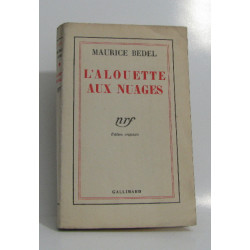 MAURICE BEDEL
L'ALOUETTE
AUX NUAGES
nrf
GALLIMARD